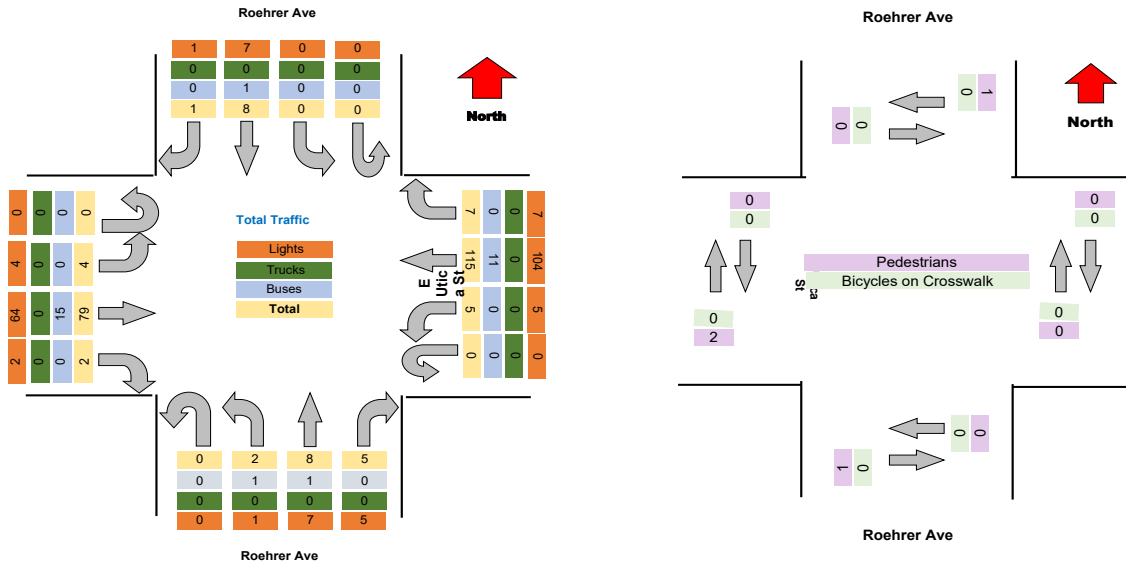 Roehrer Ave
1 7 0 0
0 0 0 0
0 1 0 0
1 8 0 0
North
0 0 0 0
4 0 0 4
64 0 15 79
2 0 0 2
Total Traffic
Lights
Trucks
Buses
Total
7 0 0 7
115 11 0 104
5 0 0 5
0 0 0 0
E
Utic
a St
0 2 8 5
0 1 1 0
0 0 0 0
0 1 7 5
Roehrer Ave
Roehrer Ave
0 1
0 0
North
0
0
0
0
Pedestrians
Bicycles on Crosswalk
ca
St
0
2
0
0
0 0
1 0
Roehrer Ave